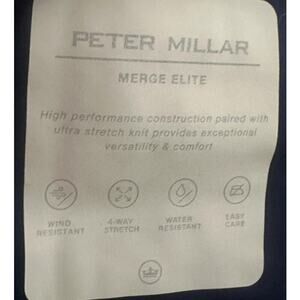 PETER MILLAR
MERGE ELITE
High performance construction paired with
ultra stretch knit provides exceptional
versatility & comfort
WIND
RESISTANT
4-WAY
STRETCH
WATER
RESISTANT
EASY
CARE